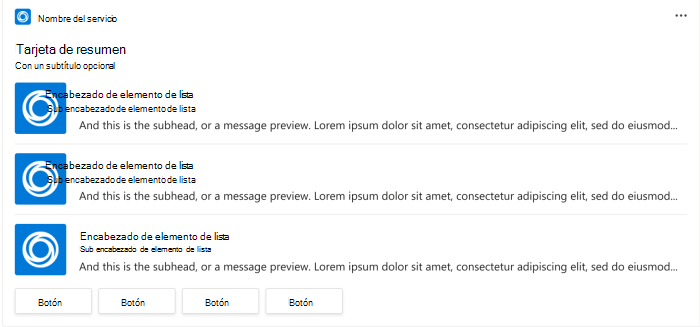 Nombre del servicio
Tarjeta de resumen
Con un subtítulo opcional
Encabezado de elemento de lista
Sub encabezado de elemento de lista
And this is the subhead, or a message preview. Lorem ipsum dolor sit amet, consectetur adipiscing elit, sed do eiusmod...
Encabezado de elemento de lista
Sub encabezado de elemento de lista
And this is the subhead, or a message preview. Lorem ipsum dolor sit amet, consectetur adipiscing elit, sed do eiusmod...
Encabezado de elemento de lista
Sub encabezado de elemento de lista
And this is the subhead, or a message preview. Lorem ipsum dolor sit amet, consectetur adipiscing elit, sed do eiusmod...
Botón Botón Botón Botón